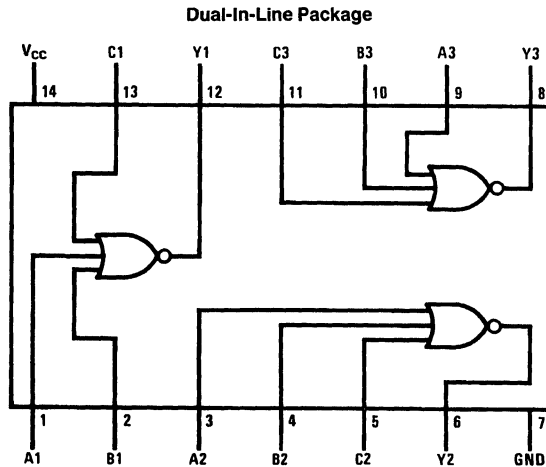 Dual-In-Line Package
VCC C1 Y1 C3 B3 A3 Y3
14 13 12 11 10 9 8
1 2 3 4 5 6 7
A1 B1 A2 B2 C2 Y2 GND